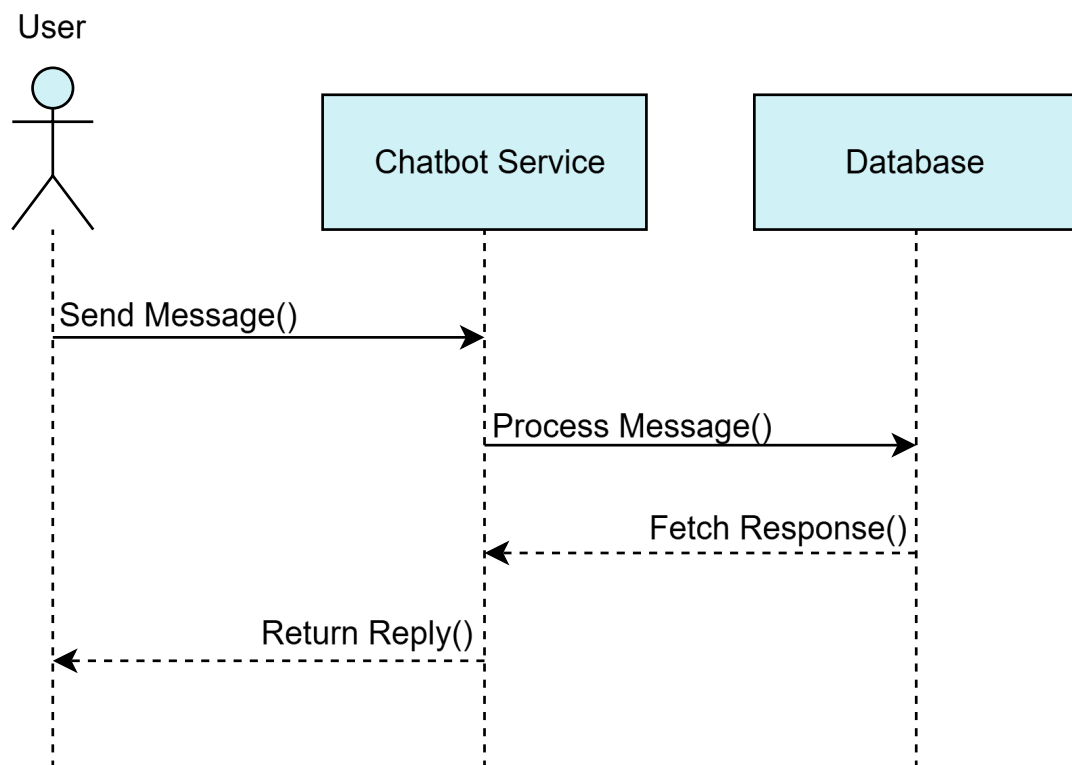 User
Chatbot Service
Database
Send Message()
Process Message()
Fetch Response()
Return Reply()